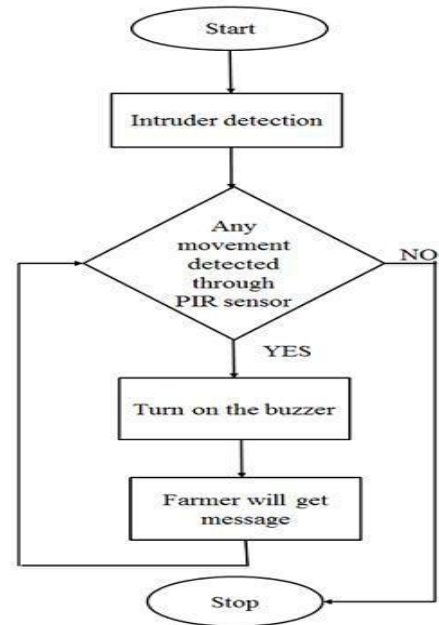 Start
Intruder detection
Any
movement
detected
through
PIR sensor
NO
YES
Turn on the buzzer
Farmer will get
message
Stop